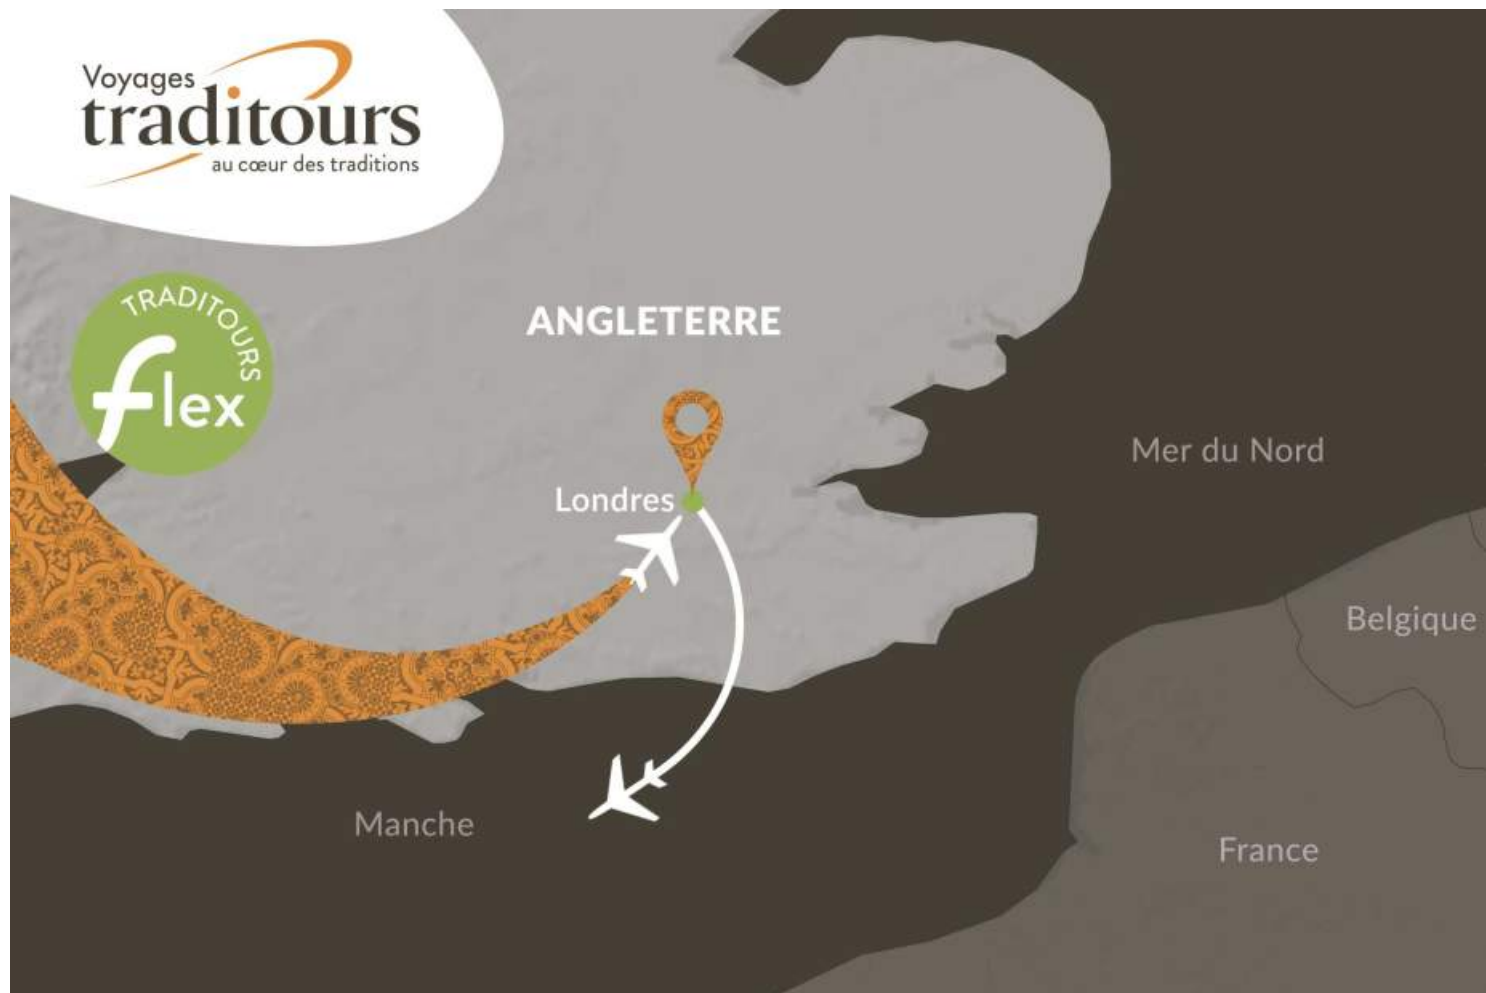 Voyages
traditours
au cœur des traditions
TRADITOURS
flex
ANGLETERRE
Londres
Mer du Nord
Belgique
Manche
France